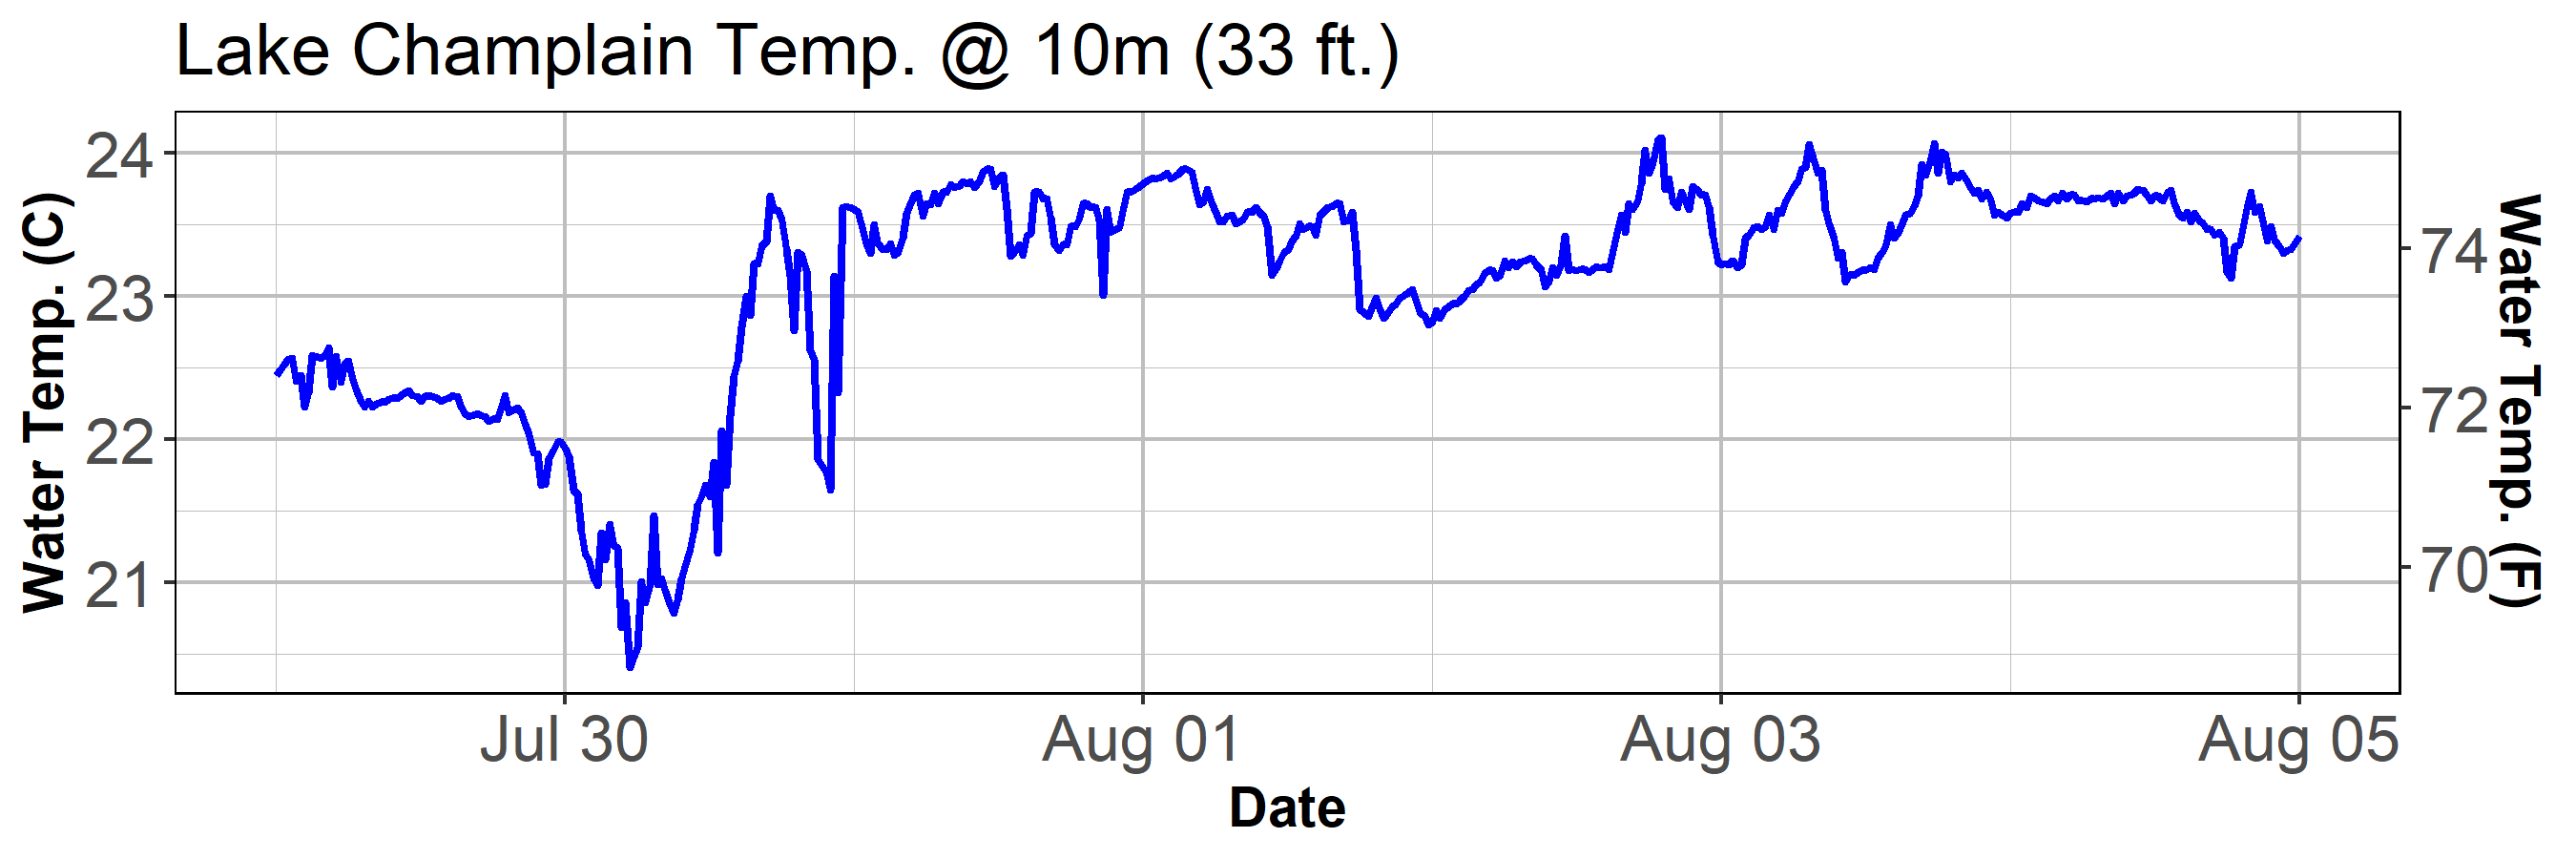 Lake Champlain Temp. @ 10m (33 ft.)
Water Temp. (C)
24
23
22
21
74
72
70
Water Temp. (F)
Jul 30 Aug 01 Aug 03 Aug 05
Date